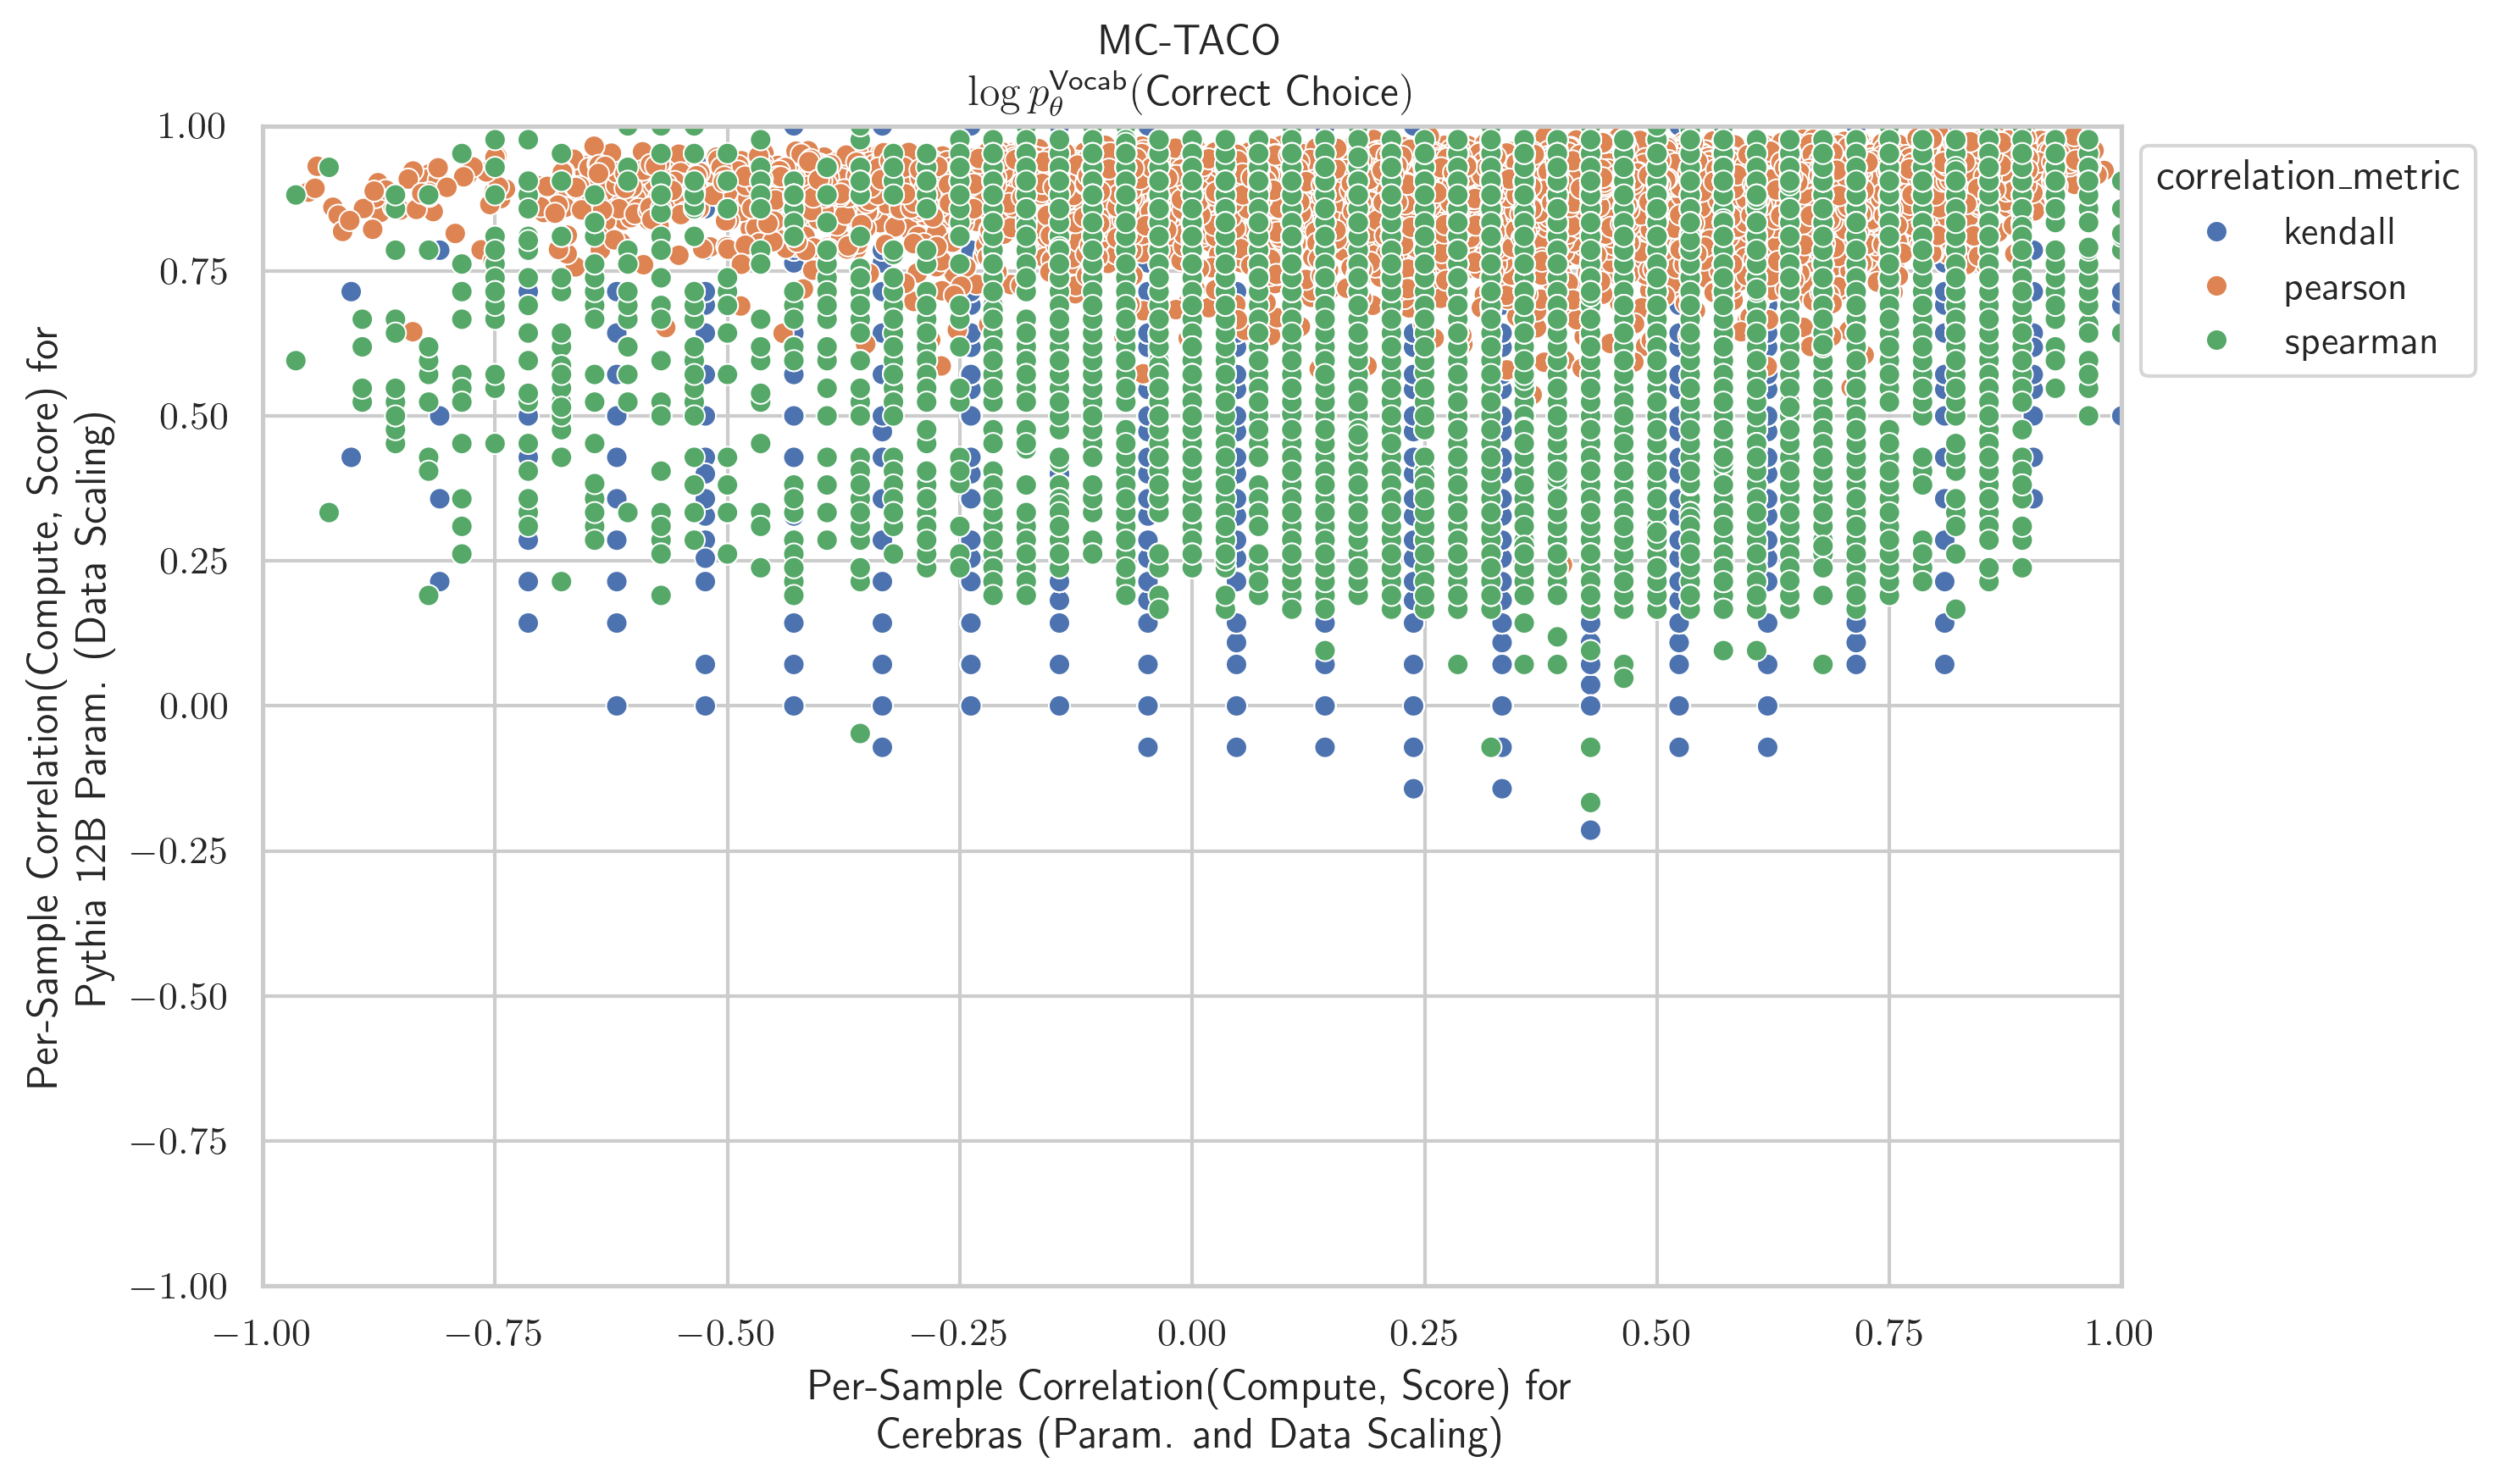 MC-TACO
log p_θ^Vocab(Correct Choice)
1.00
0.75
0.50
0.25
0.00
−0.25
−0.50
−0.75
−1.00
Per-Sample Correlation(Compute, Score) for
Pythia 12B Param. (Data Scaling)
−1.00 −0.75 −0.50 −0.25 0.00 0.25 0.50 0.75 1.00
Per-Sample Correlation(Compute, Score) for
Cerebras (Param. and Data Scaling)
correlation_metric
kendall
pearson
spearman